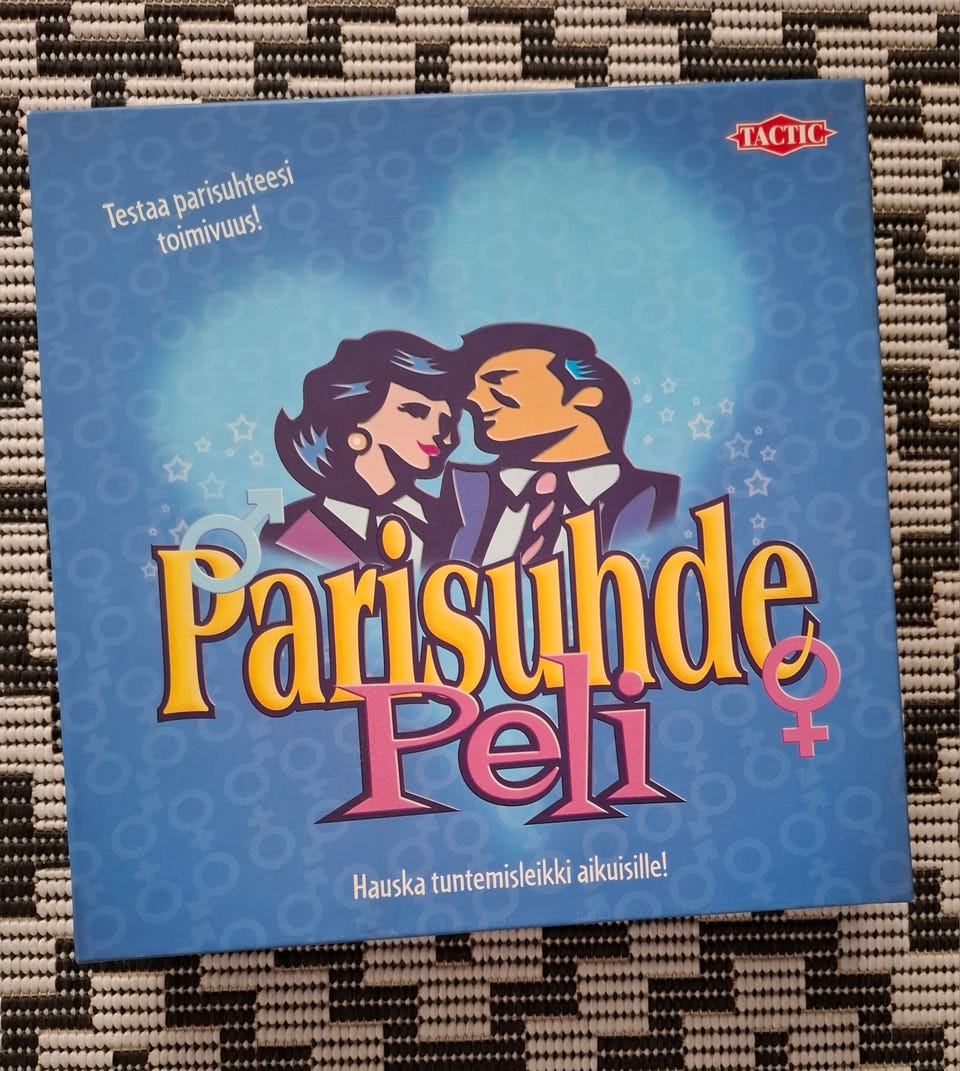 TACTIC
Testaa parisuhteesi
toimivuus!
Parisuhde
Peli
Hauska tuntemisleikki aikuisille!